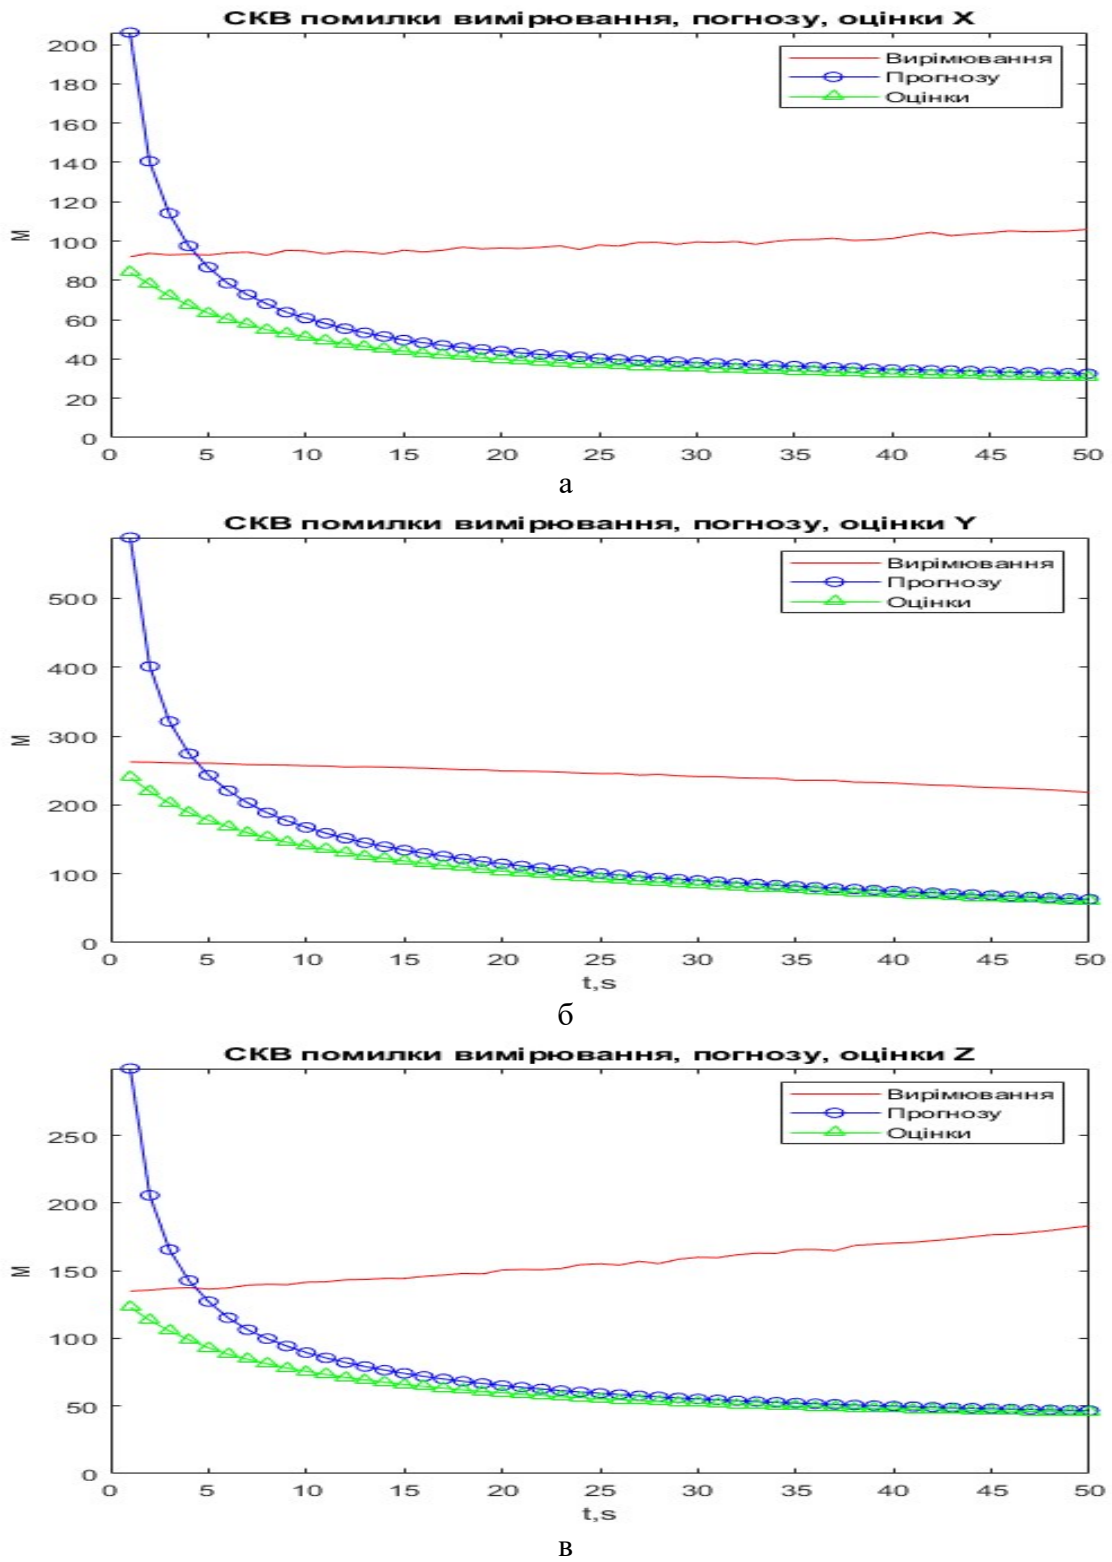 СКВ помилки вимірювання, погнозу, оцінки X
Вирімювання
Прогнозу
Оцінки
200
180
160
140
120
100
80
60
40
20
0
М
0 5 10 15 20 25 30 35 40 45 50
а
СКВ помилки вимірювання, погнозу, оцінки Y
Вирімювання
Прогнозу
Оцінки
500
400
300
200
100
0
М
0 5 10 15 20 25 30 35 40 45 50
t,s
б
СКВ помилки вимірювання, погнозу, оцінки Z
Вирімювання
Прогнозу
Оцінки
250
200
150
100
50
0
М
0 5 10 15 20 25 30 35 40 45 50
t,s
в